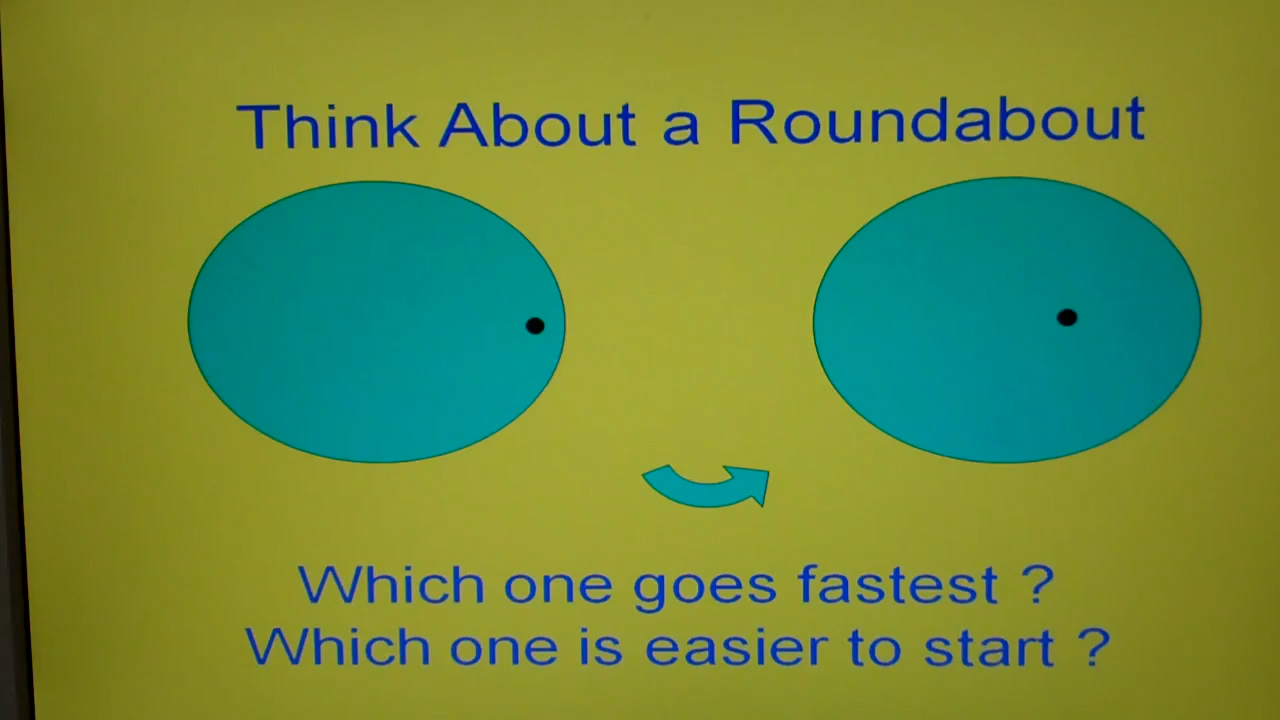 Think About a Roundabout
Which one goes fastest ?
Which one is easier to start ?